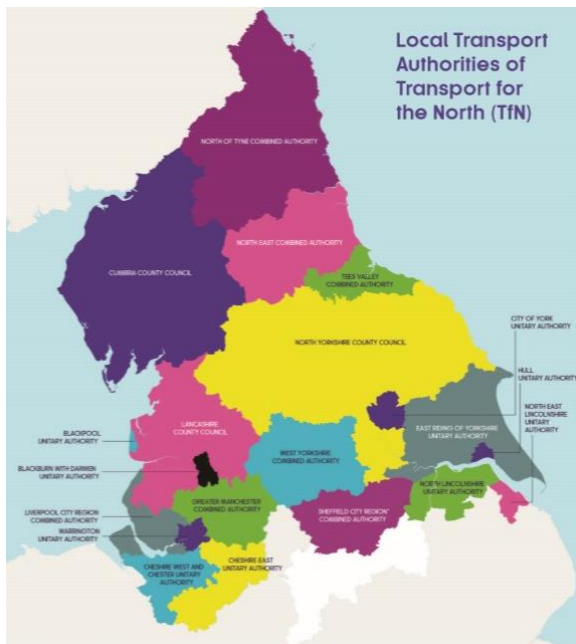 Local Transport
Authorities of
Transport for
the North (TfN)
NORTH OF TYNE COMBINED AUTHORITY
NORTH EAST COMBINED AUTHORITY
CUMBRIA COUNTY COUNCIL
TEES VALLEY
COMBINED AUTHORITY
CITY OF YORK
UNITARY AUTHORITY
NORTH YORKSHIRE COUNTY COUNCIL
HULL
UNITARY AUTHORITY
NORTH EAST
LINCOLNSHIRE
UNITARY
AUTHORITY
LANCASHIRE
COUNTY COUNCIL
EAST RIDING OF YORKSHIRE
UNITARY AUTHORITY
BLACKPOOL
UNITARY AUTHORITY
WEST YORKSHIRE
COMBINED AUTHORITY
BLACKBURN WITH DARWEN
UNITARY AUTHORITY
NORTH LINCOLNSHIRE
UNITARY AUTHORITY
GREATER MANCHESTER
COMBINED AUTHORITY
SHEFFIELD CITY REGION*
COMBINED AUTHORITY
LIVERPOOL CITY REGION
COMBINED AUTHORITY
WARRINGTON
UNITARY AUTHORITY
CHESHIRE EAST
UNITARY AUTHORITY
CHESHIRE WEST AND
CHESTER UNITARY
AUTHORITY